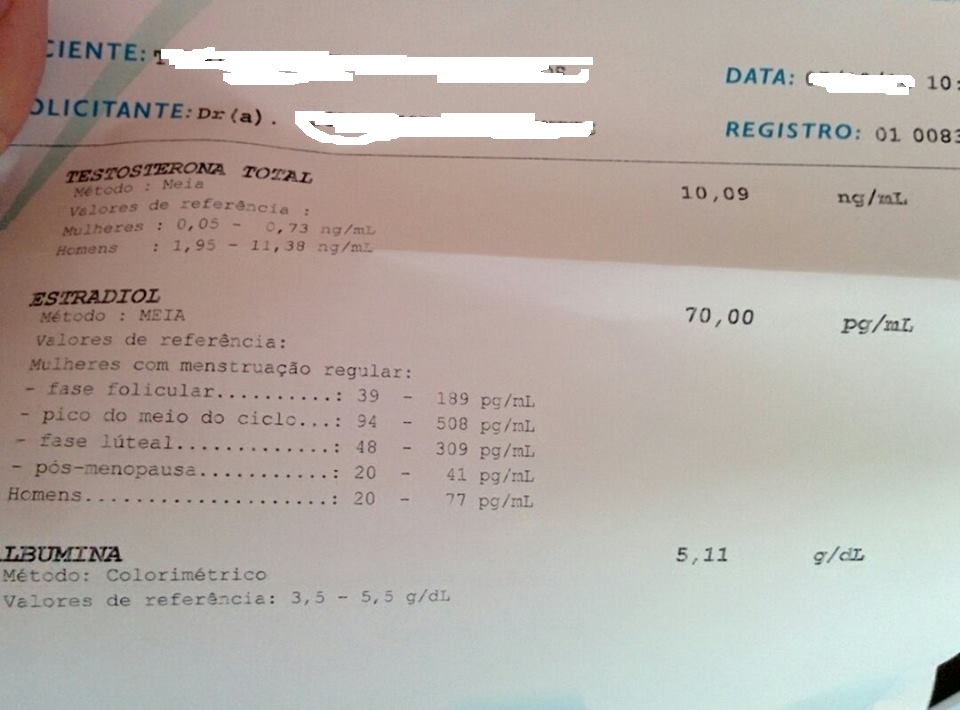 CIENTE:
DATA: 10:
OLICITANTE: Dr(a).
REGISTRO: 01 0083
TESTOSTERONA TOTAL 10,09 ng/mL
Método : Meia
Valores de referência :
Mulheres : 0,05 - 0,73 ng/mL
Homens : 1,95 - 11,38 ng/mL
ESTRADIOL 70,00 pg/mL
Método : MEIA
Valores de referência:
Mulheres com menstruação regular:
- fase folicular..........: 39 - 189 pg/mL
- pico do meio do ciclo...: 94 - 508 pg/mL
- fase lúteal.............: 48 - 309 pg/mL
- pós-menopausa...........: 20 - 41 pg/mL
Homens....................: 20 - 77 pg/mL
LBUMINA 5,11 g/dL
Método: Colorimétrico
Valores de referência: 3,5 - 5,5 g/dL